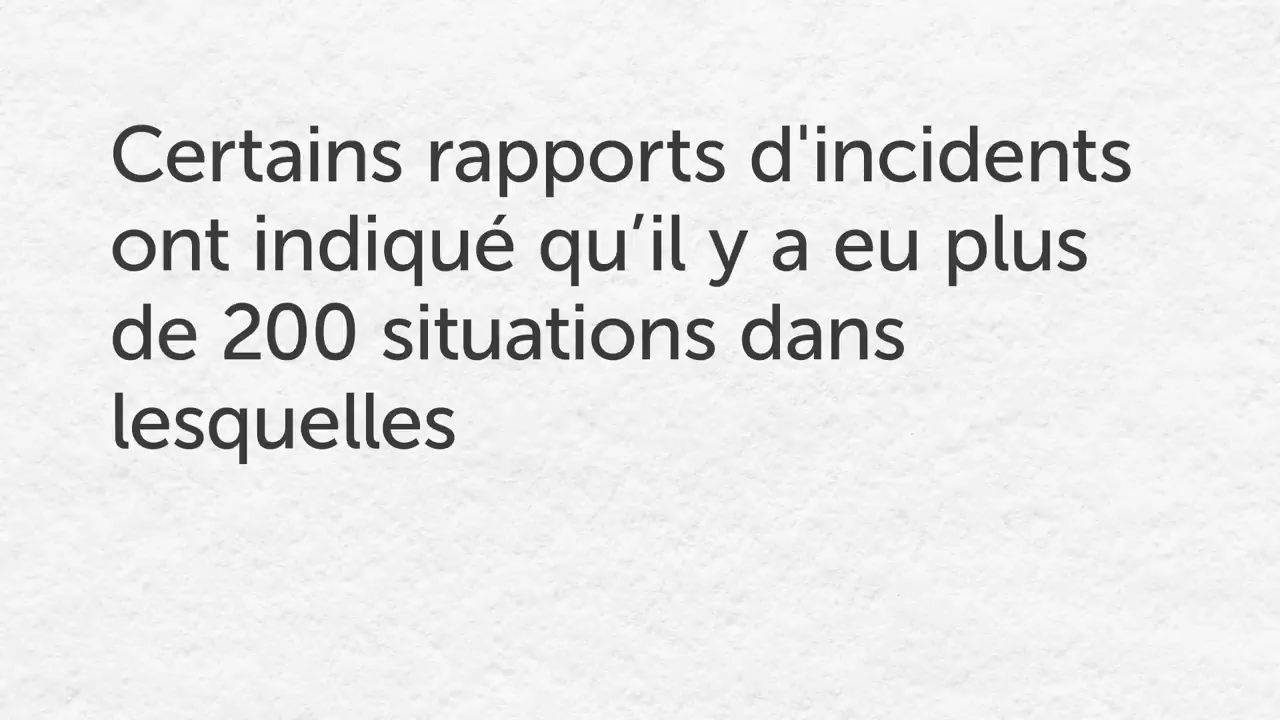 Certains rapports d'incidents
ont indiqué qu’il y a eu plus
de 200 situations dans
lesquelles